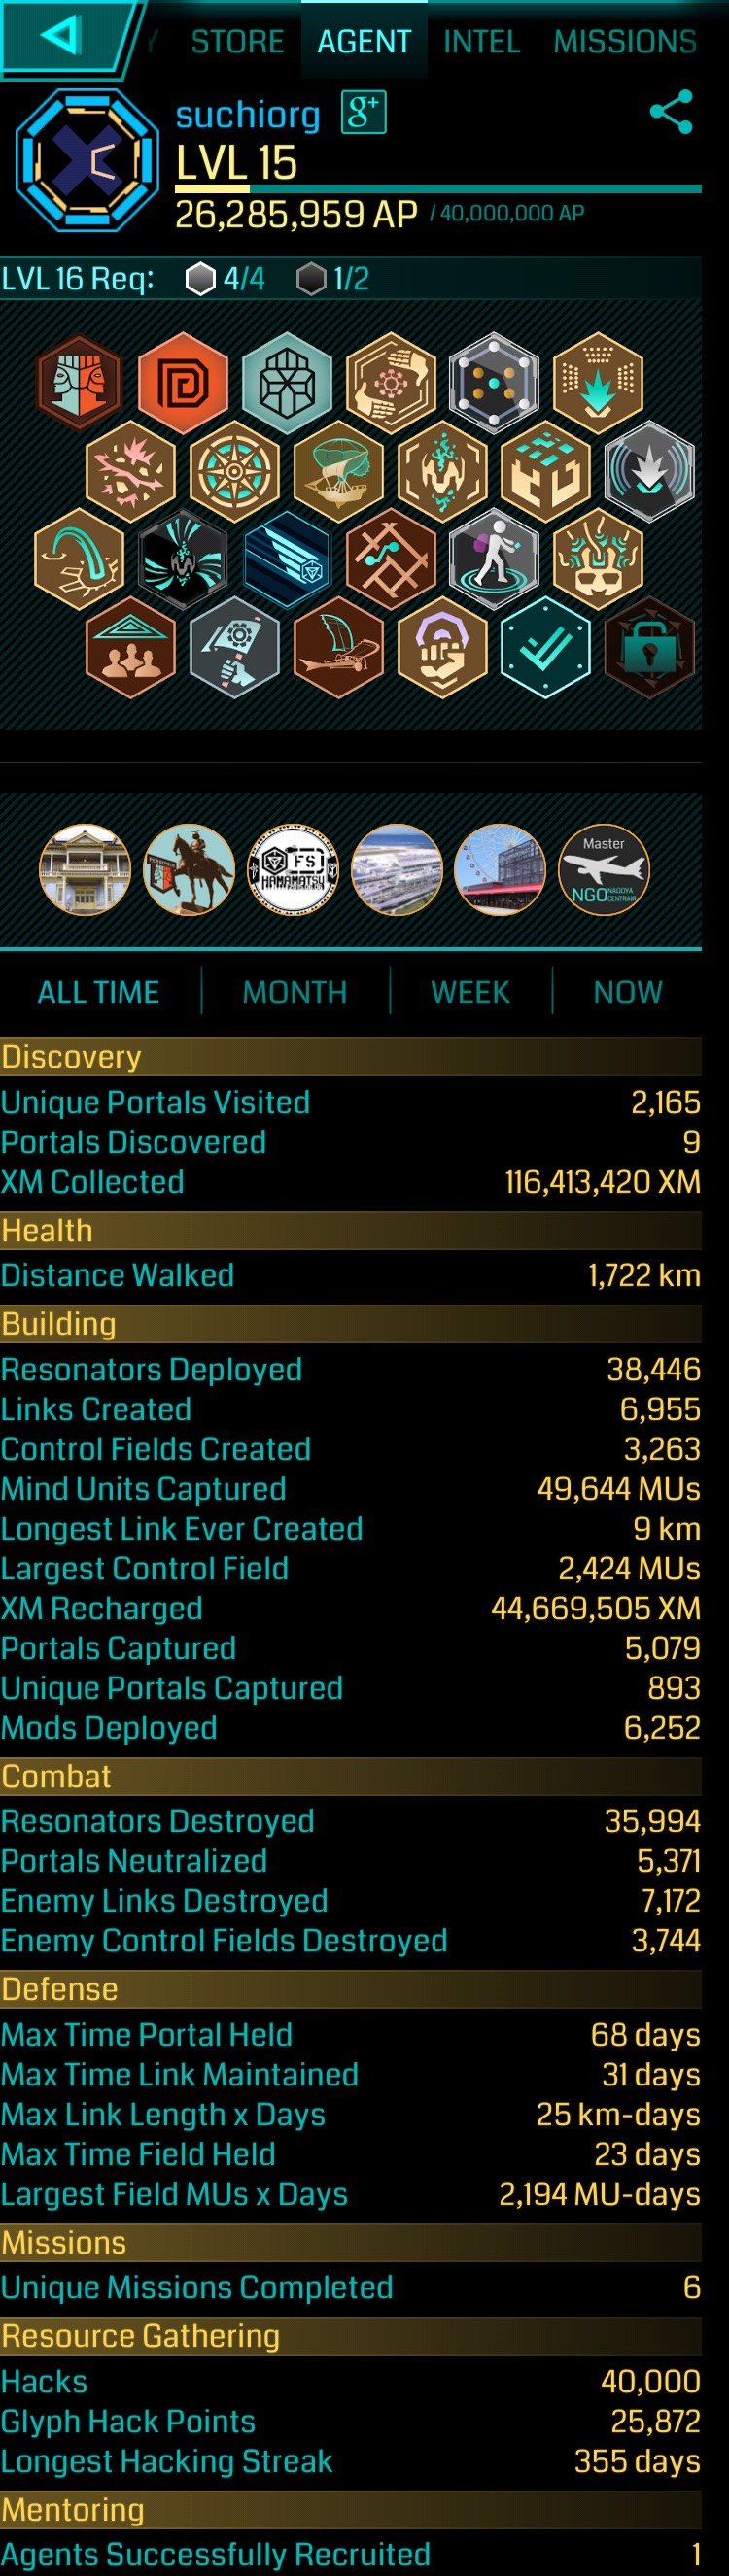 Y STORE AGENT INTEL MISSIONS
suchiorg g+
LVL 15
26,285,959 AP / 40,000,000 AP
LVL 16 Req: 4/4 1/2
FS
HAMAMATSU
Master
NGO NAGOYA CENTRAIR
ALL TIME MONTH WEEK NOW
Discovery
Unique Portals Visited 2,165
Portals Discovered 9
XM Collected 116,413,420 XM
Health
Distance Walked 1,722 km
Building
Resonators Deployed 38,446
Links Created 6,955
Control Fields Created 3,263
Mind Units Captured 49,644 MUs
Longest Link Ever Created 9 km
Largest Control Field 2,424 MUs
XM Recharged 44,669,505 XM
Portals Captured 5,079
Unique Portals Captured 893
Mods Deployed 6,252
Combat
Resonators Destroyed 35,994
Portals Neutralized 5,371
Enemy Links Destroyed 7,172
Enemy Control Fields Destroyed 3,744
Defense
Max Time Portal Held 68 days
Max Time Link Maintained 31 days
Max Link Length x Days 25 km-days
Max Time Field Held 23 days
Largest Field MUs x Days 2,194 MU-days
Missions
Unique Missions Completed 6
Resource Gathering
Hacks 40,000
Glyph Hack Points 25,872
Longest Hacking Streak 355 days
Mentoring
Agents Successfully Recruited 1